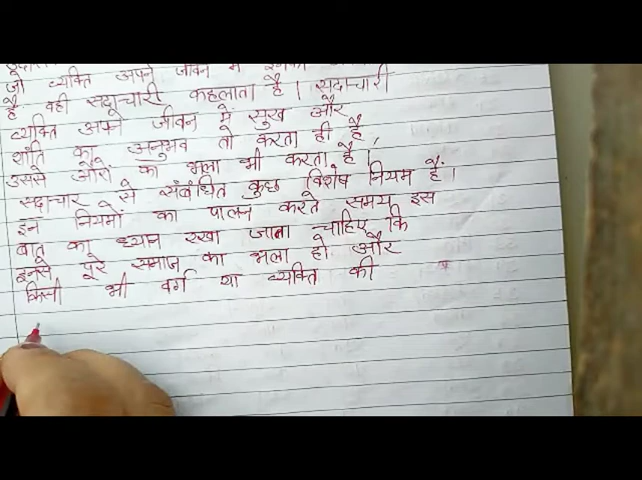 जो व्यक्ति अपने जीवन में
है वही सदाचारी कहलाता है। सदाचारी
व्यक्ति अपने जीवन में सुख और
शांति का अनुभव तो करता ही है
उससे औरों का भला भी करता है।
सदाचार से संबंधित कुछ विशेष नियम हैं।
इन नियमों का पालन करते समय इस
बात का ध्यान रखा जाना चाहिए कि
इनसे पूरे समाज का भला हो और
किसी भी वर्ग या व्यक्ति की